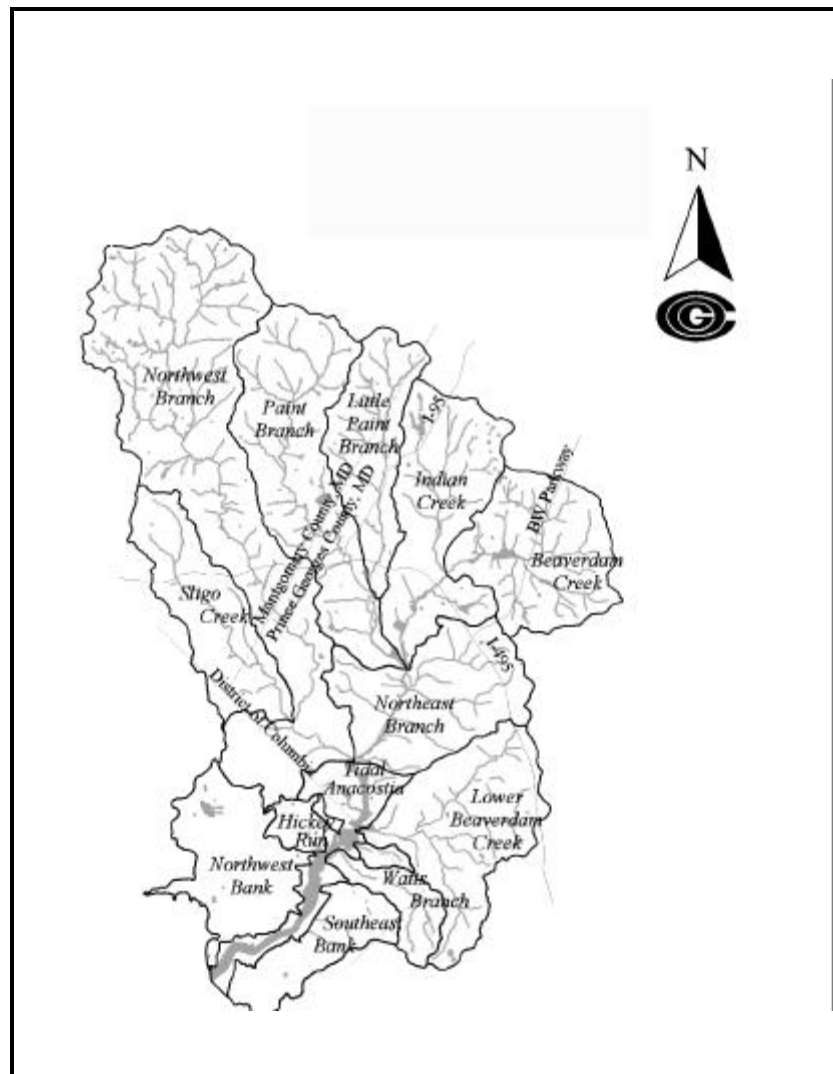 N
Northwest
Branch
Paint
Branch
Little
Paint
Branch
I-95
Indian
Creek
BW Parkway
Beaverdam
Creek
Montgomery County, MD
Prince Georges County, MD
Sligo
Creek
I-495
District of Columbia
Northeast
Branch
Tidal
Anacostia
Lower
Beaverdam
Creek
Hickey
Run
Northwest
Bank
Watts
Branch
Southeast
Bank